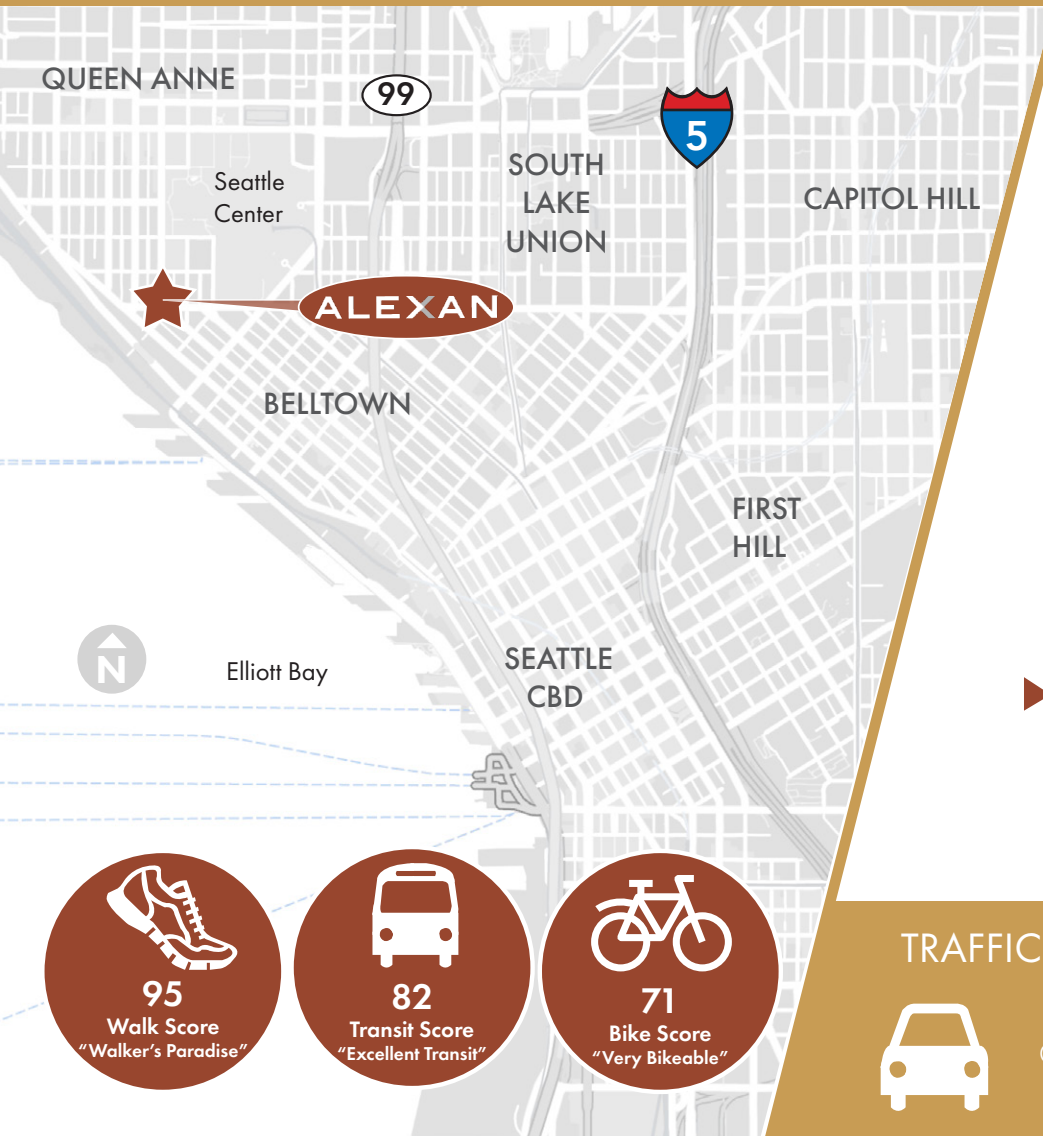 QUEEN ANNE
99
5
Seattle
Center
SOUTH
LAKE
UNION
CAPITOL HILL
ALEXAN
BELLTOWN
FIRST
HILL
N
Elliott Bay
SEATTLE
CBD
95
Walk Score
"Walker's Paradise"
82
Transit Score
"Excellent Transit"
71
Bike Score
"Very Bikeable"
TRAFFIC